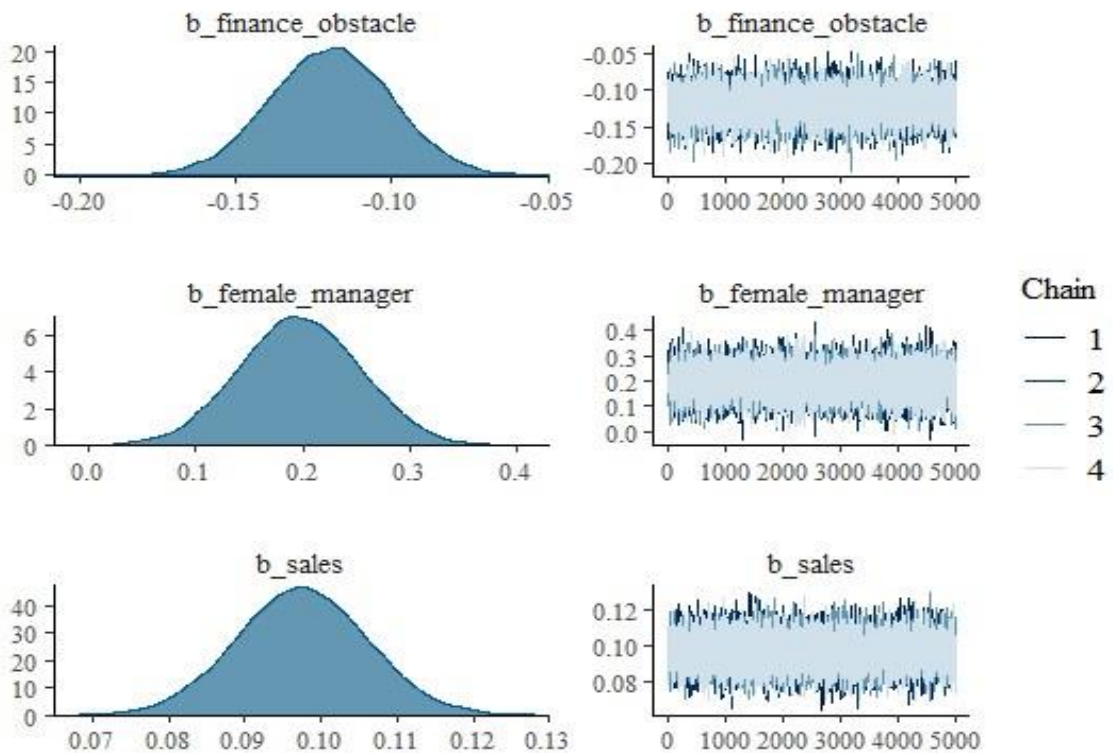 b_finance_obstacle
20
15
10
5
0
-0.20 -0.15 -0.10 -0.05
b_finance_obstacle
-0.05
-0.10
-0.15
-0.20
0 1000 2000 3000 4000 5000
b_female_manager
6
4
2
0
0.0 0.1 0.2 0.3 0.4
b_female_manager
0.4
0.3
0.2
0.1
0.0
0 1000 2000 3000 4000 5000
b_sales
40
30
20
10
0
0.07 0.08 0.09 0.10 0.11 0.12 0.13
b_sales
0.12
0.10
0.08
0 1000 2000 3000 4000 5000
Chain
1
2
3
4